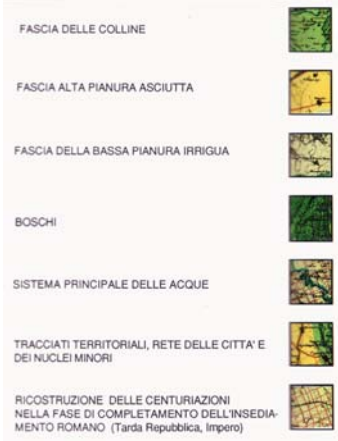 FASCIA DELLE COLLINE
FASCIA ALTA PIANURA ASCIUTTA
FASCIA DELLA BASSA PIANURA IRRIGUA
BOSCHI
SISTEMA PRINCIPALE DELLE ACQUE
TRACCIATI TERRITORIALI, RETE DELLE CITTA' E
DEI NUCLEI MINORI
RICOSTRUZIONE DELLE CENTURIAZIONI
NELLA FASE DI COMPLETAMENTO DELL'INSEDIA-
MENTO ROMANO (Tarda Repubblica, Impero)